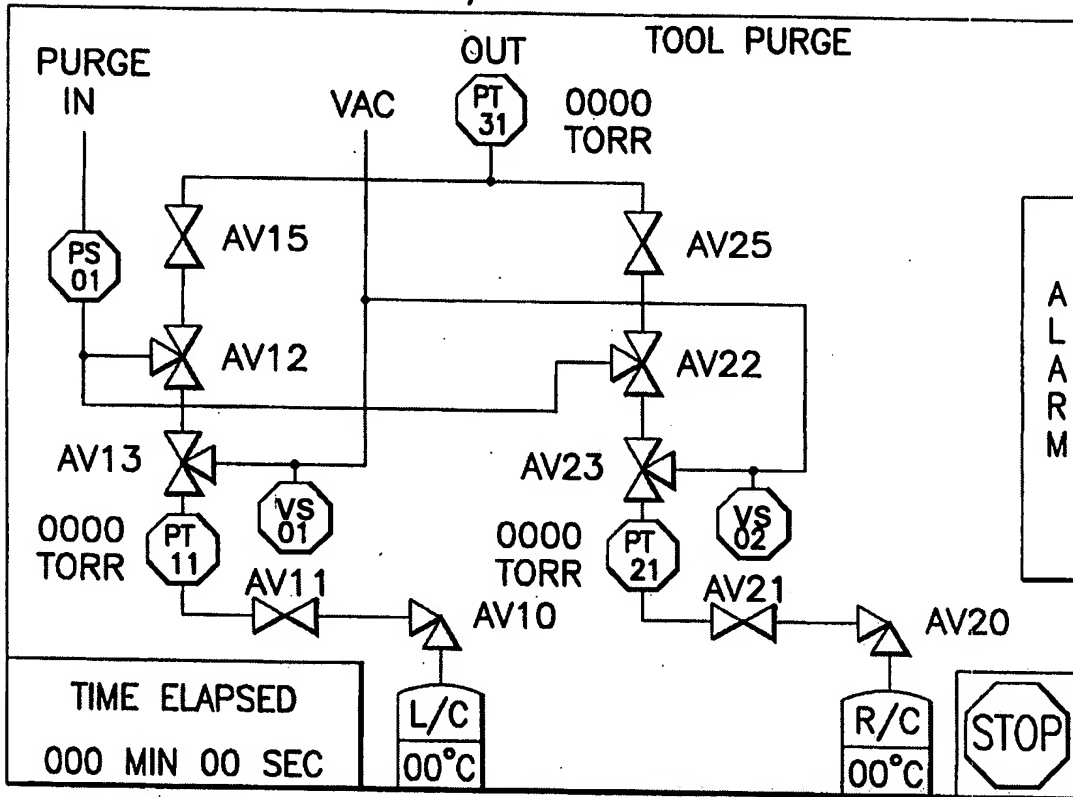 TOOL PURGE
PURGE
IN
VAC
OUT
PT
31
0000
TORR
PS
01
AV15
AV25
AV12
AV22
AV13
AV23
VS
01
VS
02
0000
TORR
PT
11
0000
TORR
PT
21
AV11
AV10
AV21
AV20
ALARM
TIME ELAPSED
000 MIN 00 SEC
L/C
00°C
R/C
00°C
STOP